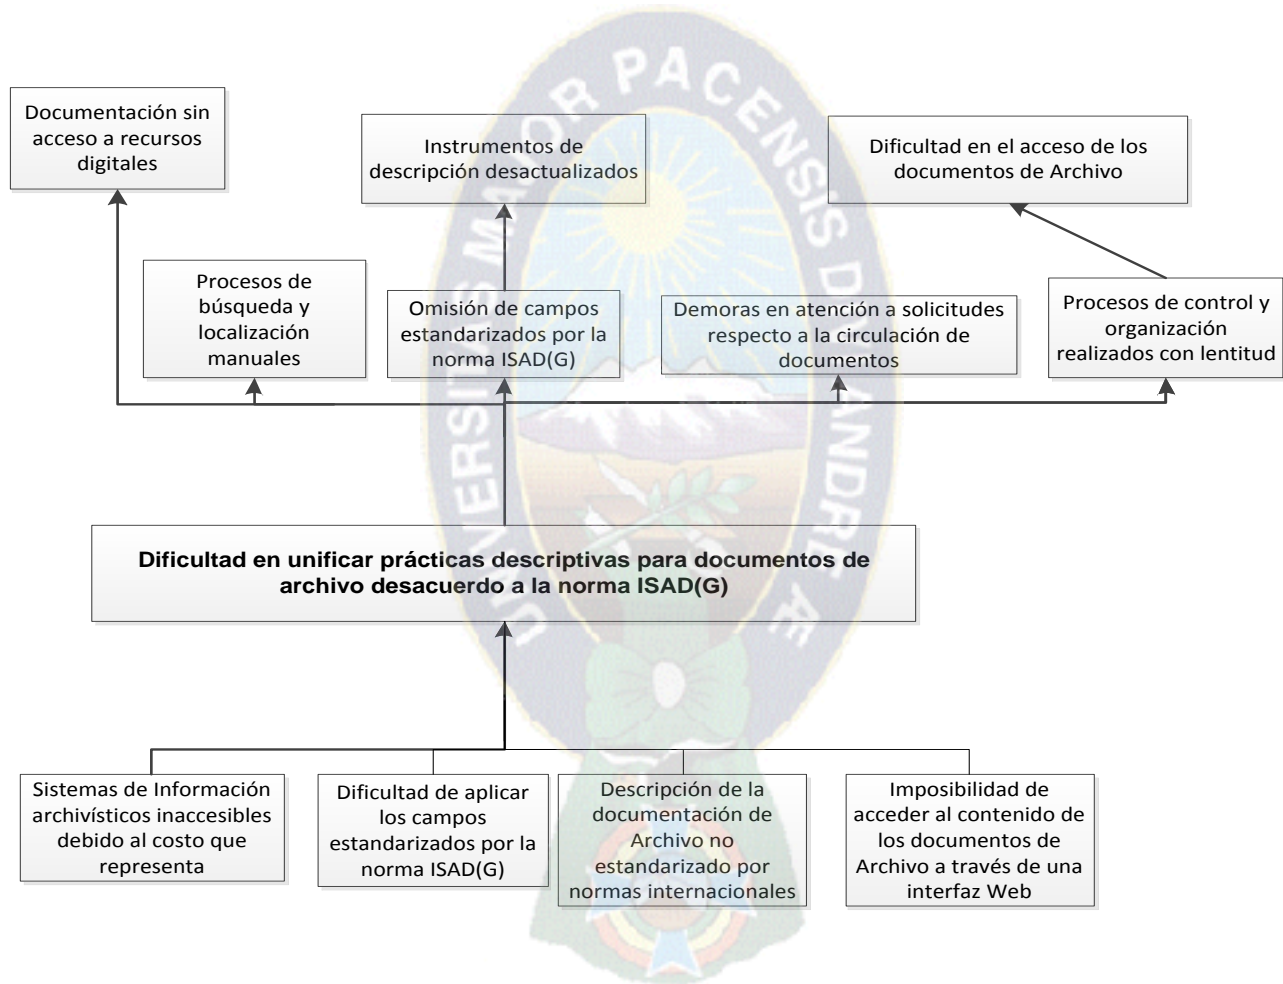 UNIVERSITAS MAJOR PACENSIS DIVI ANDRE Æ
Documentación sin
acceso a recursos
digitales
Instrumentos de
descripción desactualizados
Dificultad en el acceso de los
documentos de Archivo
Procesos de
búsqueda y
localización
manuales
Omisión de campos
estandarizados por la
norma ISAD(G)
Demoras en atención a solicitudes
respecto a la circulación de
documentos
Procesos de control y
organización
realizados con lentitud
Dificultad en unificar prácticas descriptivas para documentos de
archivo desacuerdo a la norma ISAD(G)
Sistemas de Información
archivísticos inaccesibles
debido al costo que
representa
Dificultad de aplicar
los campos
estandarizados por la
norma ISAD(G)
Descripción de la
documentación de
Archivo no
estandarizado por
normas internacionales
Imposibilidad de
acceder al contenido de
los documentos de
Archivo a través de una
interfaz Web